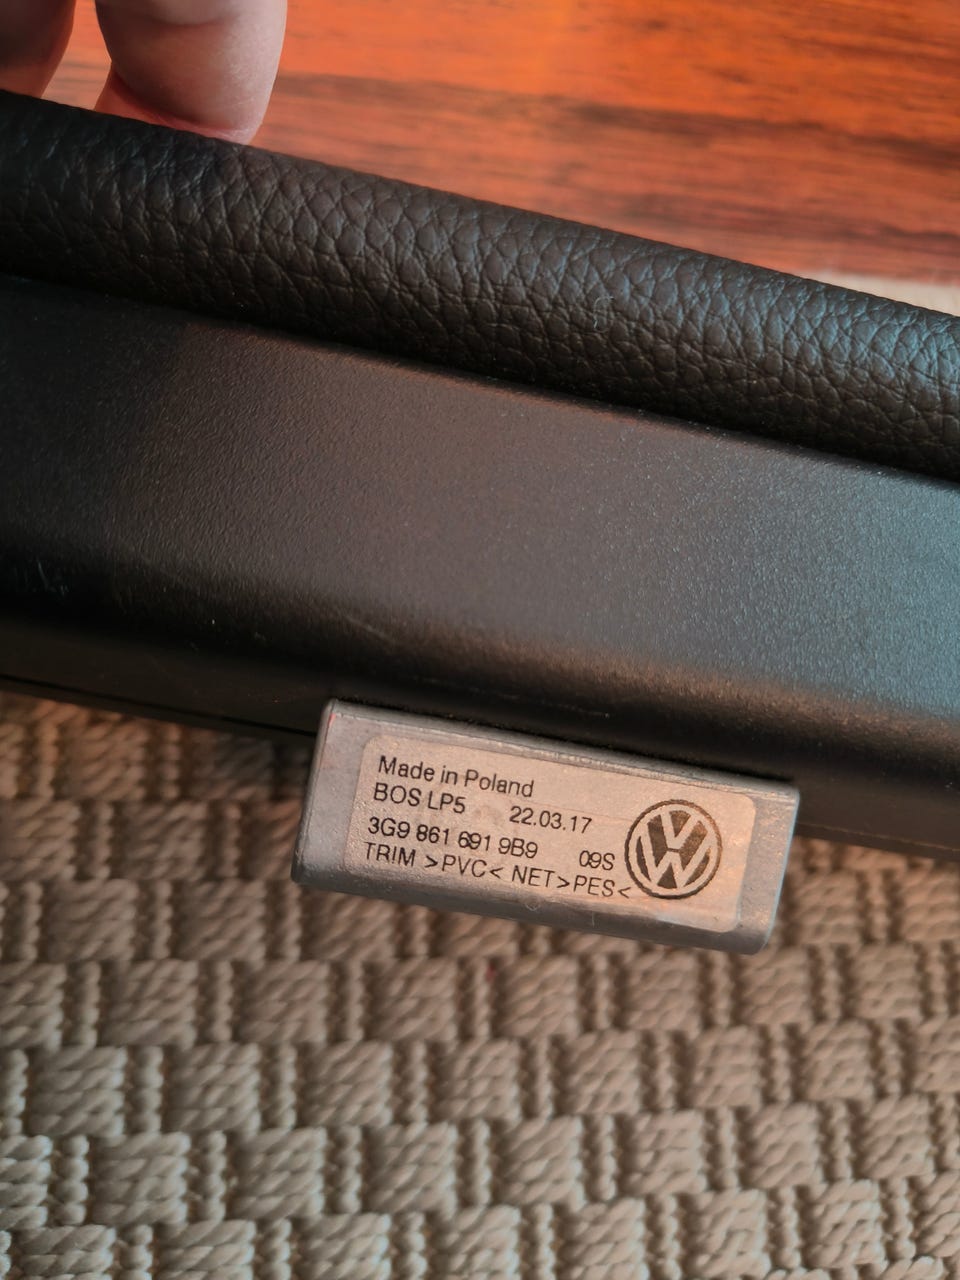 Made in Poland
BOS LP5 22.03.17
3G9 861 691 9B9 09S
TRIM >PVC< NET>PES<